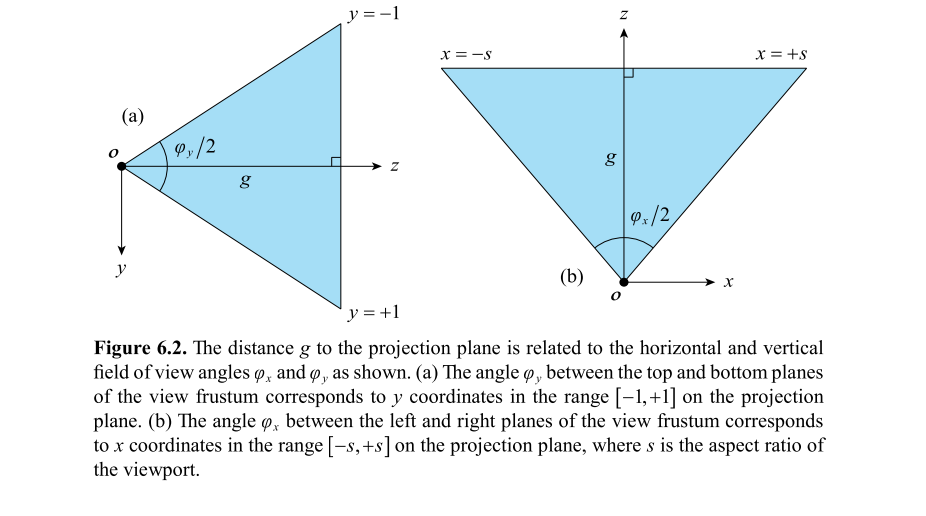 y = −1
(a)
φy/2
o
z
g
y
y = +1
z
x = −s
x = +s
g
φx/2
(b)
x
o
Figure 6.2. The distance g to the projection plane is related to the horizontal and vertical
field of view angles φx and φy as shown. (a) The angle φy between the top and bottom planes
of the view frustum corresponds to y coordinates in the range [−1,+1] on the projection
plane. (b) The angle φx between the left and right planes of the view frustum corresponds
to x coordinates in the range [−s,+s] on the projection plane, where s is the aspect ratio of
the viewport.